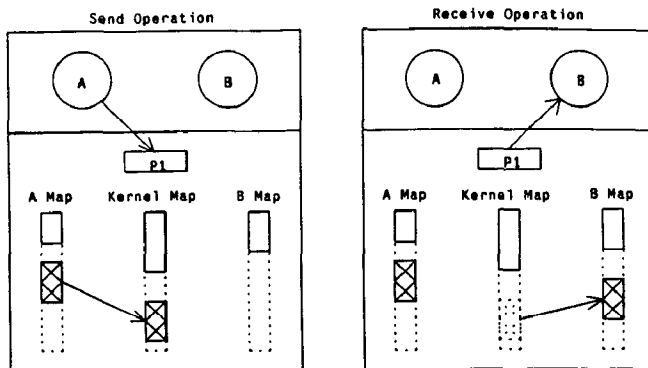 Send Operation
A
B
P1
A Map
Kernel Map
B Map
Receive Operation
A
B
P1
A Map
Kernel Map
B Map